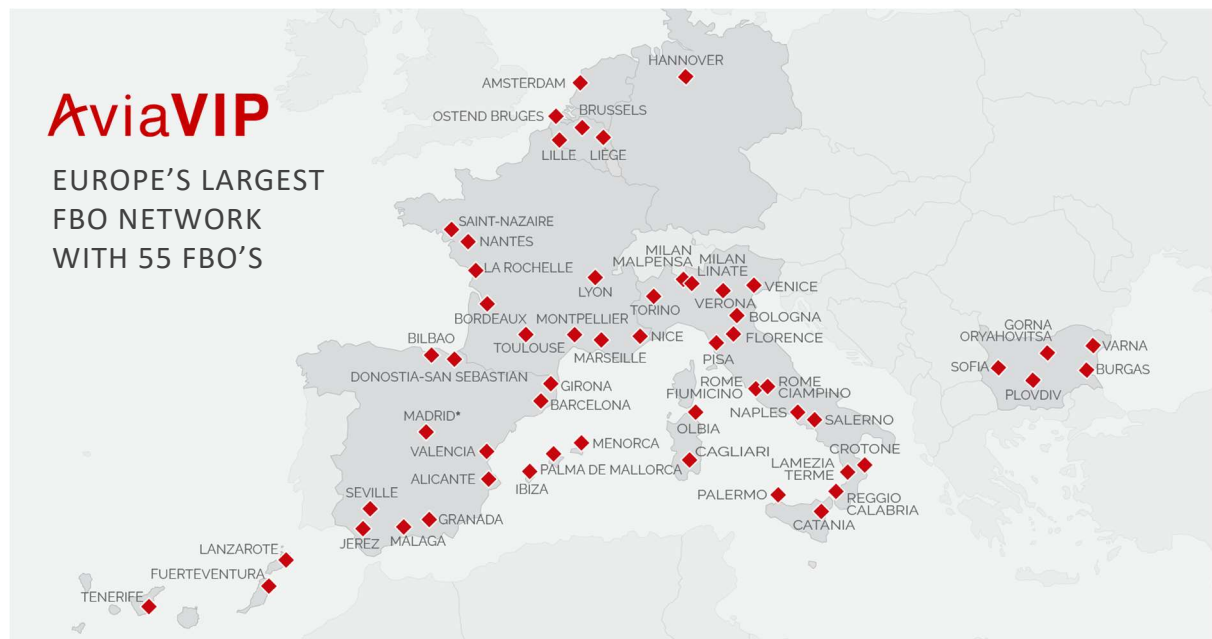 AviaVIP
EUROPE'S LARGEST
FBO NETWORK
WITH 55 FBO'S
HANNOVER
AMSTERDAM
OSTEND BRUGES
BRUSSELS
LILLE
LIÉGE
SAINT-NAZAIRE
NANTES
LA ROCHELLE
LYON
BORDEAUX
MONTPELLIER
TOULOUSE
MARSEILLE
NICE
MILAN
MALPENSA
MILAN
LINATE
TORINO
VERONA
VENICE
BOLOGNA
FLORENCE
PISA
BILBAO
DONOSTIA-SAN SEBASTIÁN
GIRONA
BARCELONA
MADRID*
VALENCIA
ALICANTE
MENORCA
PALMA DE MALLORCA
IBIZA
SEVILLE
JEREZ
MÁLAGA
GRANADA
LANZAROTE
FUERTEVENTURA
TENERIFE
ROME
FIUMICINO
ROME
CIAMPINO
NAPLES
SALERNO
OLBIA
CAGLIARI
CROTONE
LAMEZIA
TERME
REGGIO
CALABRIA
PALERMO
CATANIA
GORNA
ORYAHOVITSA
VARNA
SOFIA
BURGAS
PLOVDIV